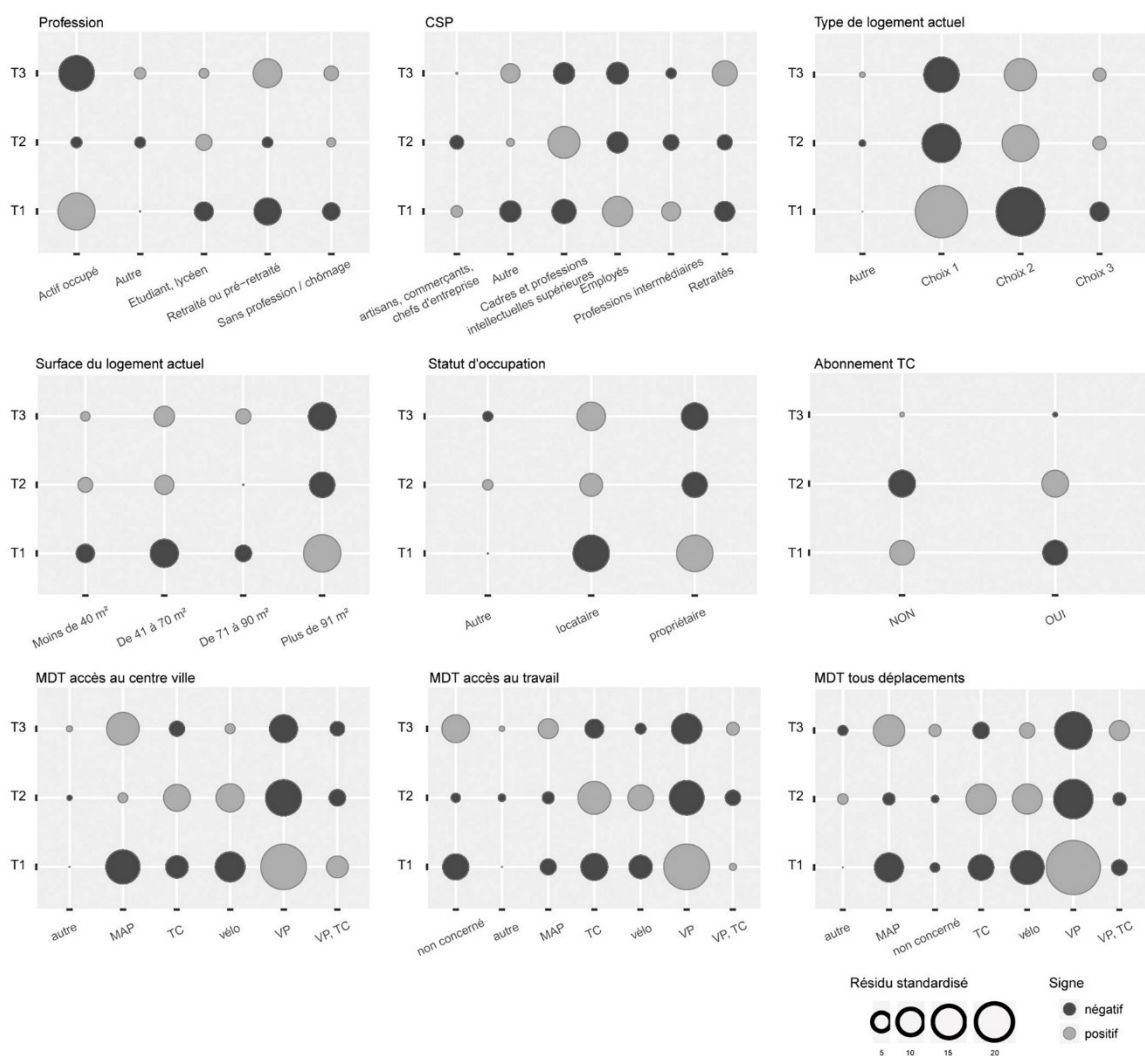 Profession
CSP
Type de logement actuel
T3
T2
T1
Actif occupé
Autre
Etudiant, lycéen
Retraité ou pré-retraité
Sans profession / chômage
T3
T2
T1
artisans, commerçants,
chefs d'entreprise
Autre
Cadres et professions
intellectuelles supérieures
Employés
Professions intermédiaires
Retraités
T3
T2
T1
Autre
Choix 1
Choix 2
Choix 3
Surface du logement actuel
Statut d'occupation
Abonnement TC
T3
T2
T1
Moins de 40 m²
De 41 à 70 m²
De 71 à 90 m²
Plus de 91 m²
T3
T2
T1
Autre
locataire
propriétaire
T3
T2
T1
NON
OUI
MDT accès au centre ville
MDT accès au travail
MDT tous déplacements
T3
T2
T1
autre
MAP
TC
vélo
VP
VP, TC
T3
T2
T1
non concerné
autre
MAP
TC
vélo
VP
VP, TC
T3
T2
T1
autre
MAP
non concerné
TC
vélo
VP
VP, TC
Résidu standardisé
5
10
15
20
Signe
négatif
positif